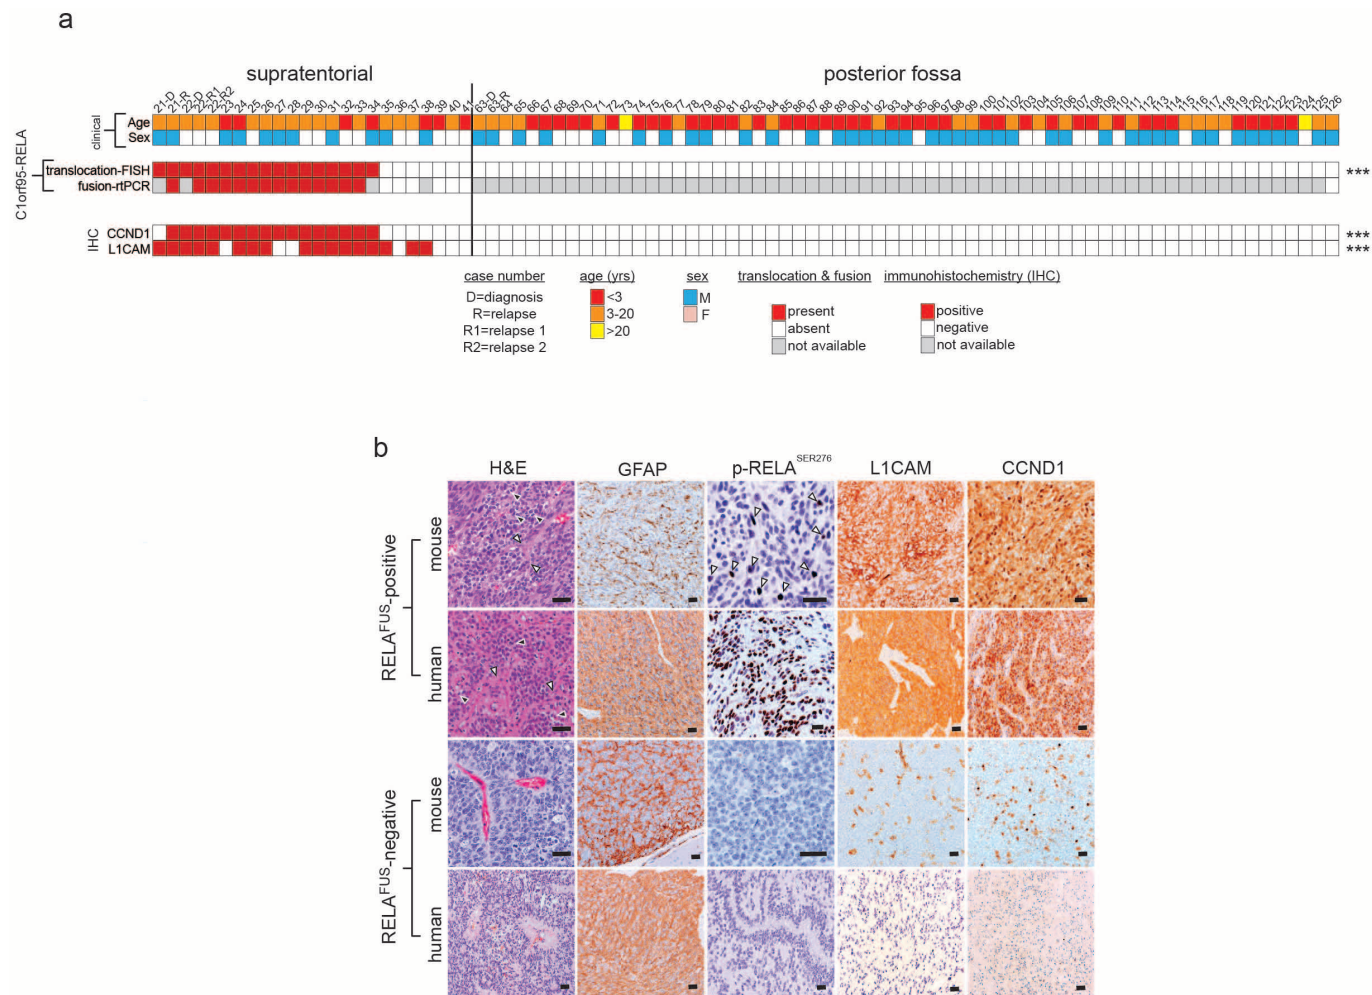 a
supratentorial
posterior fossa
21-D 21-R 22-D 22-R1 22-R2 23 24 25 26 27 28 29 30 31 32 33 34 35 36 37 38 39 40 41 63-D 63-R 64 65 66 67 68 69 70 71 72 73 74 75 76 77 78 79 80 81 82 83 84 85 86 87 88 89 90 91 92 93 94 95 96 97 98 99 100 101 102 103 104 105 106 107 108 109 110 111 112 113 114 115 116 117 118 119 120 121 122 123 124 125 126
clinical
Age
Sex
C1orf95-RELA
translocation-FISH ***
fusion-rtPCR
IHC
CCND1 ***
L1CAM ***
case number
D=diagnosis
R=relapse
R1=relapse 1
R2=relapse 2
age (yrs)
<3
3-20
>20
sex
M
F
translocation & fusion
present
absent
not available
immunohistochemistry (IHC)
positive
negative
not available
b
H&E GFAP p-RELA SER276 L1CAM CCND1
RELAFUS-positive
mouse
human
RELAFUS-negative
mouse
human